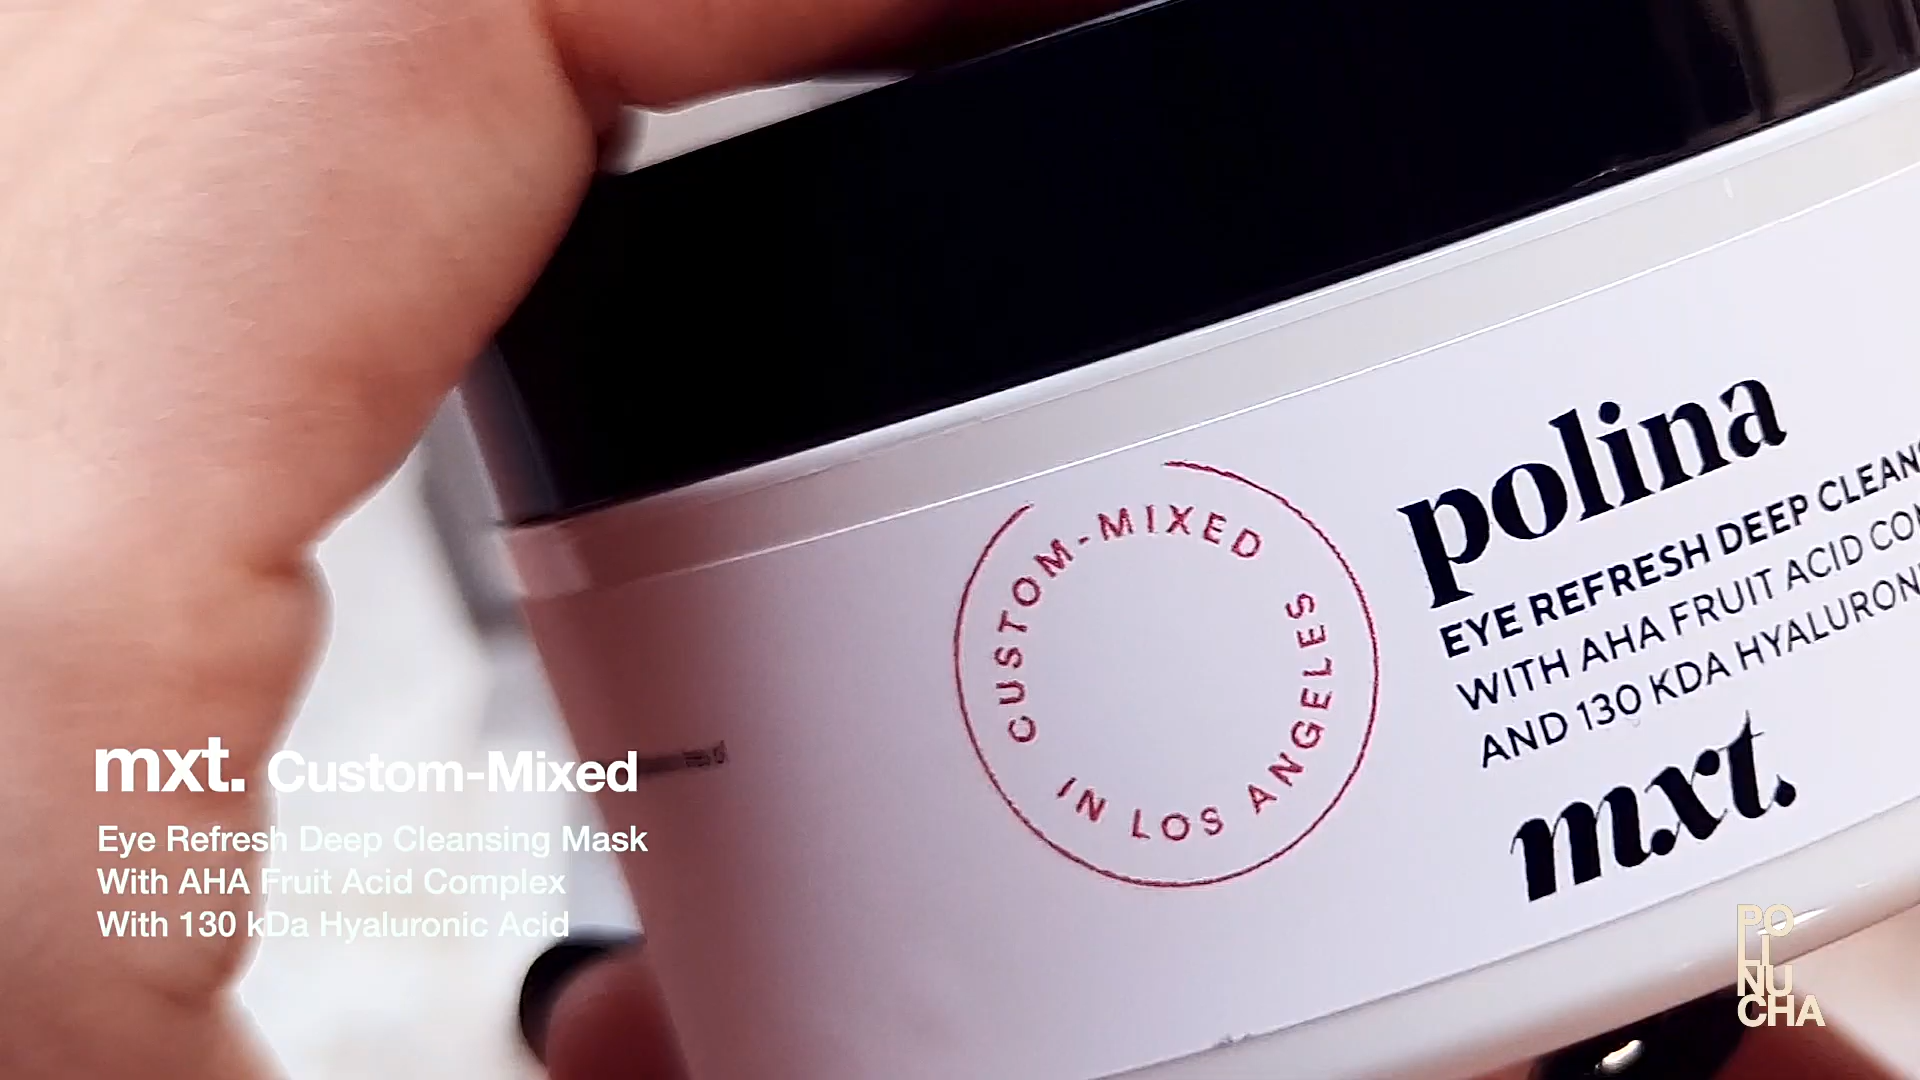 polina
EYE REFRESH DEEP CLEANS
WITH AHA FRUIT ACID CO
AND 130 KDA HYALURON
mxt.
CUSTOM-MIXED
IN LOS ANGELES
mxt. Custom-Mixed
Eye Refresh Deep Cleansing Mask
With AHA Fruit Acid Complex
With 130 kDa Hyaluronic Acid
PO
LI
NU
CHA